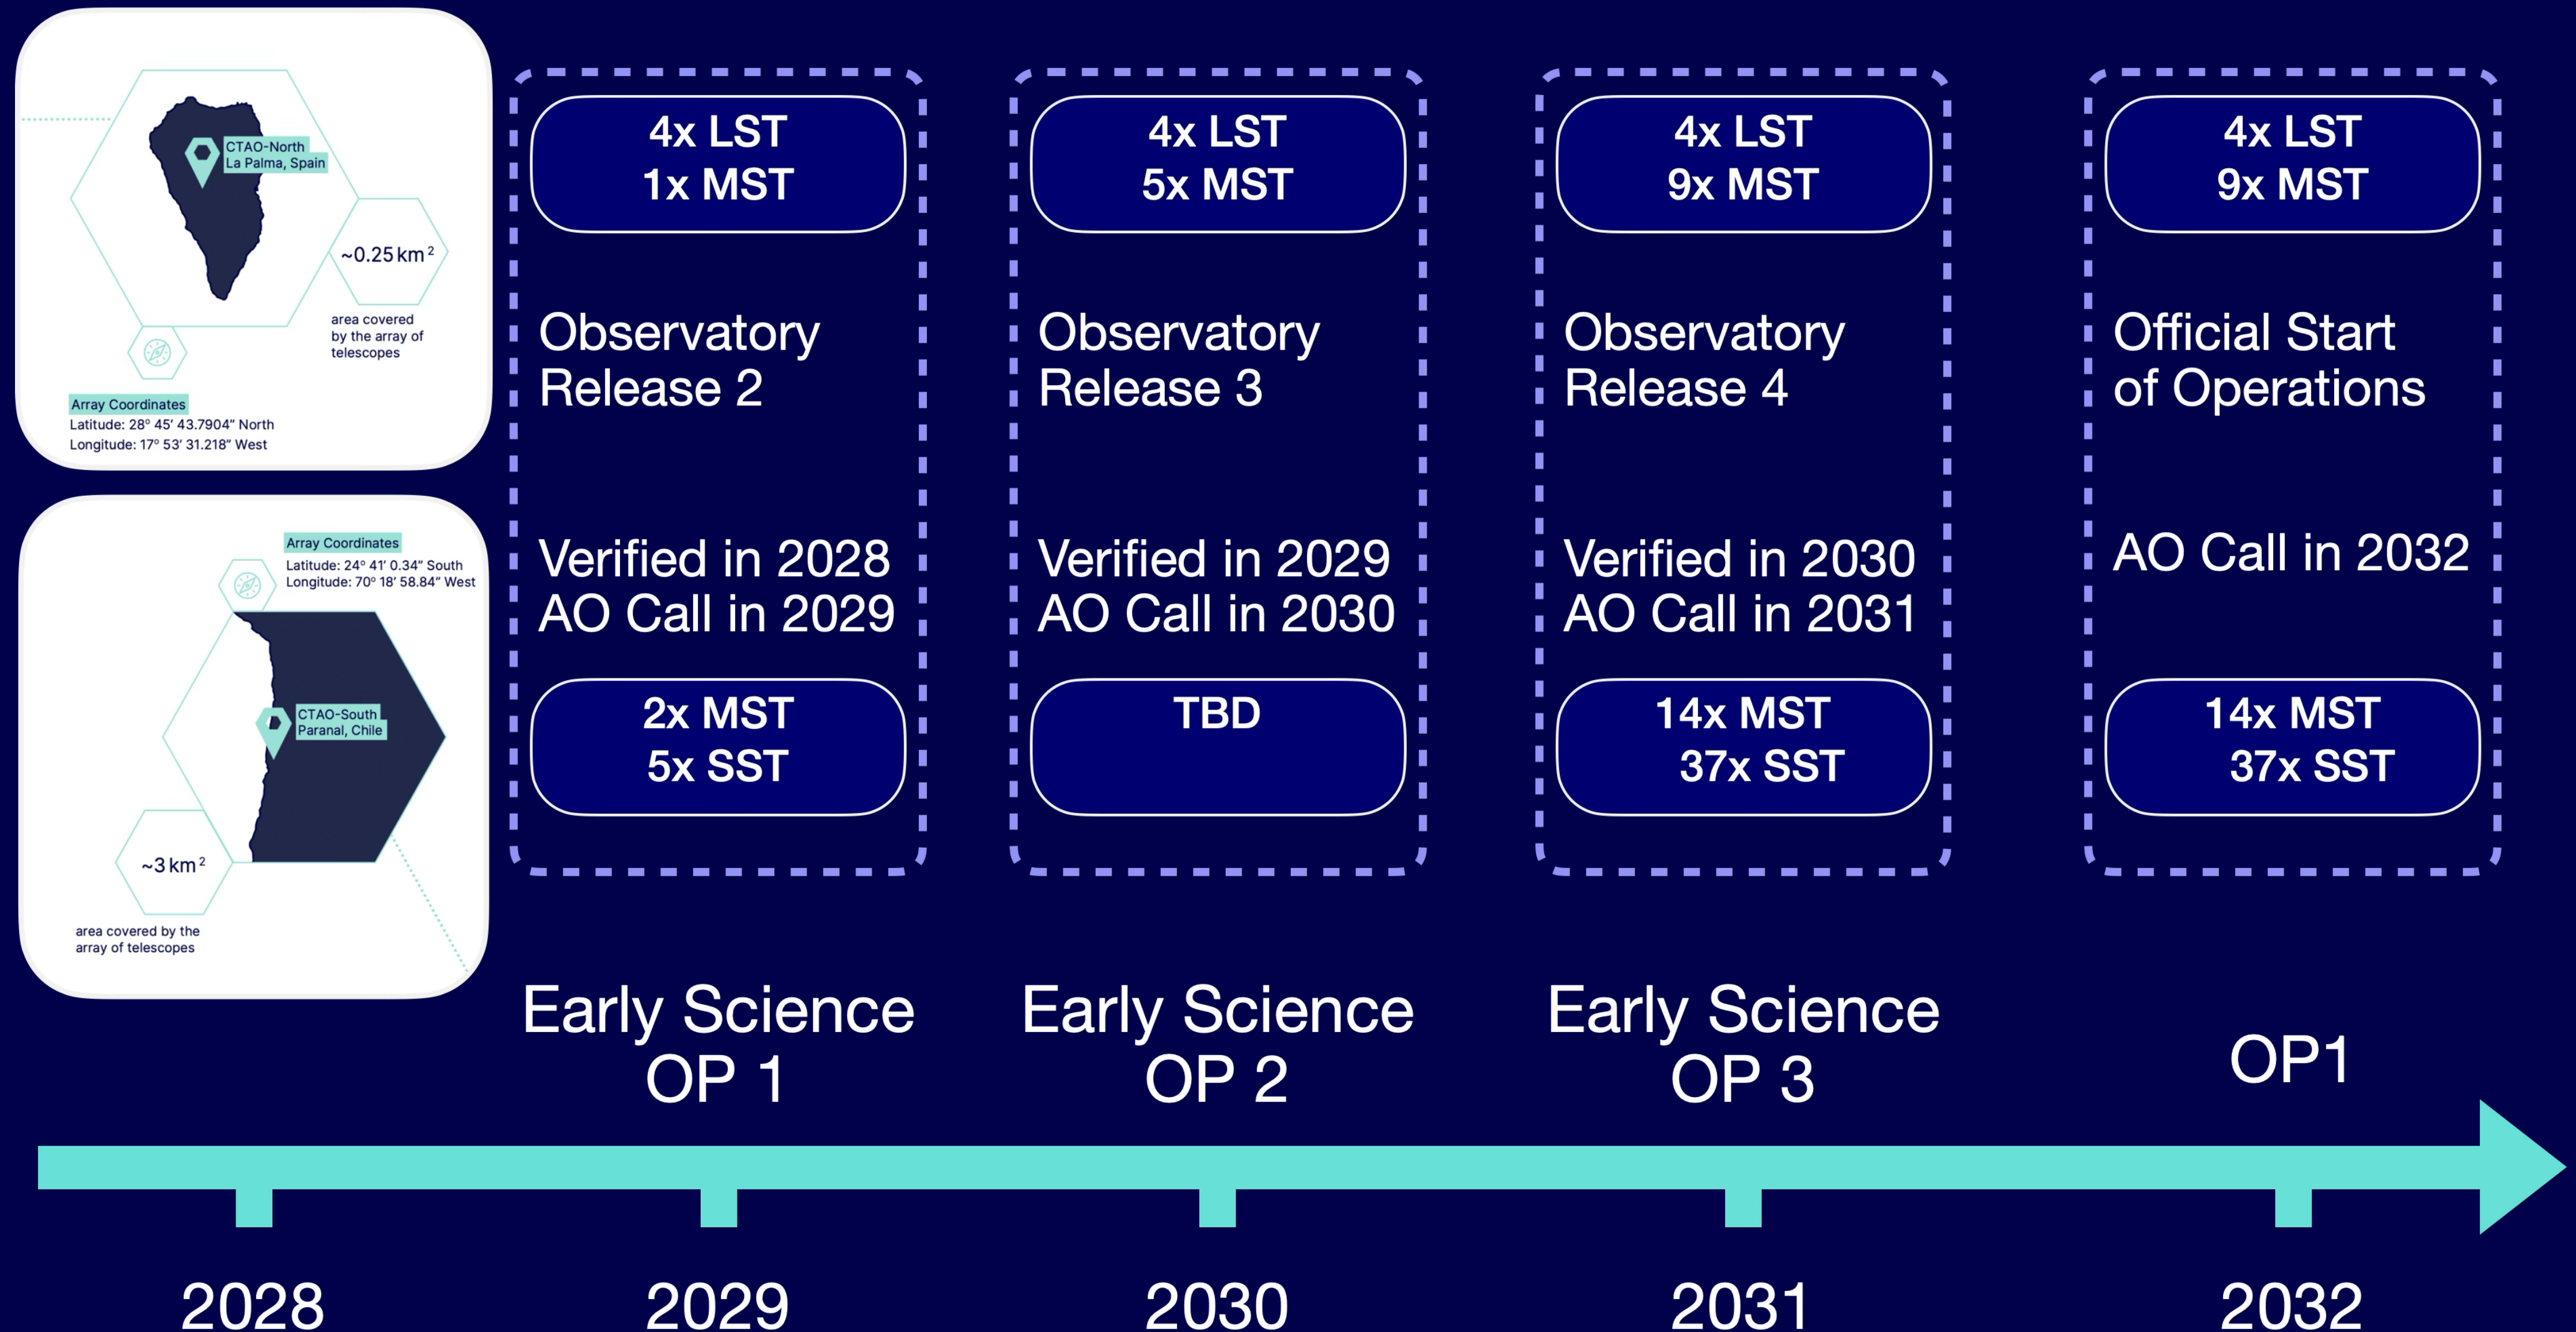 CTAO-North
La Palma, Spain
~0.25 km²
area covered
by the array of
telescopes
Array Coordinates
Latitude: 28º 45’ 43.7904” North
Longitude: 17º 53’ 31.218” West
Array Coordinates
Latitude: 24º 41’ 0.34” South
Longitude: 70º 18’ 58.84” West
CTAO-South
Paranal, Chile
~3 km²
area covered by the
array of telescopes
4x LST
1x MST
Observatory
Release 2
Verified in 2028
AO Call in 2029
2x MST
5x SST
Early Science
OP 1
4x LST
5x MST
Observatory
Release 3
Verified in 2029
AO Call in 2030
TBD
Early Science
OP 2
4x LST
9x MST
Observatory
Release 4
Verified in 2030
AO Call in 2031
14x MST
37x SST
Early Science
OP 3
4x LST
9x MST
Official Start
of Operations
AO Call in 2032
14x MST
37x SST
OP1
2028
2029
2030
2031
2032